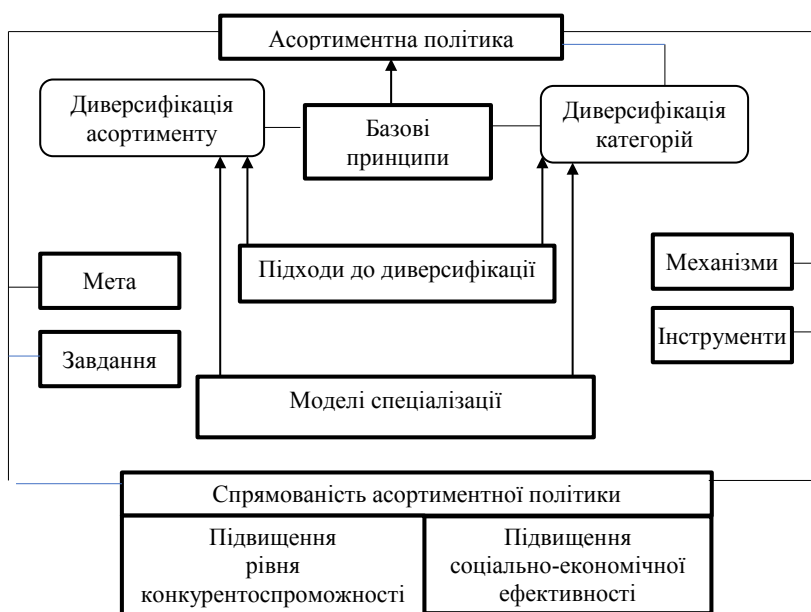 Асортиментна політика
Диверсифікація
асортименту
Базові
принципи
Диверсифікація
категорій
Підходи до диверсифікації
Мета
Механізми
Завдання
Інструменти
Моделі спеціалізації
Спрямованість асортиментної політики
Підвищення
рівня
конкурентоспроможності
Підвищення
соціально-економічної
ефективності